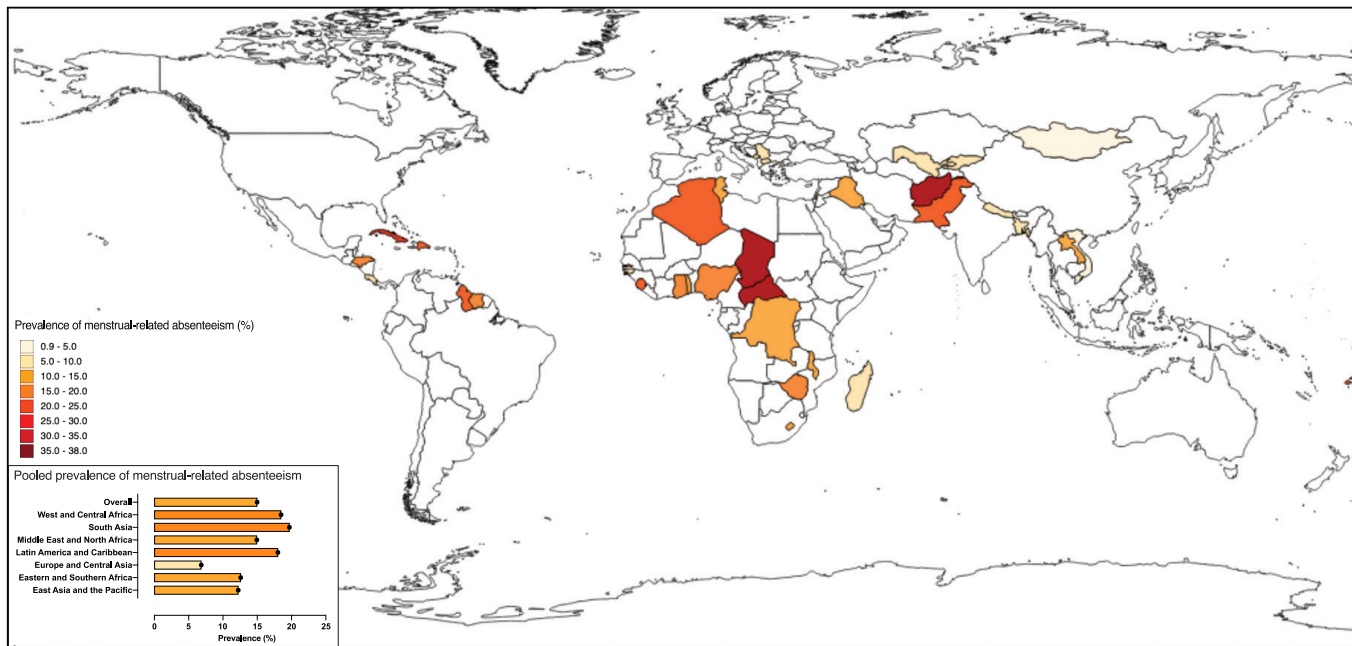 Prevalence of menstrual-related absenteeism (%)
0.9 - 5.0
5.0 - 10.0
10.0 - 15.0
15.0 - 20.0
20.0 - 25.0
25.0 - 30.0
30.0 - 35.0
35.0 - 38.0
Pooled prevalence of menstrual-related absenteeism
Overall
West and Central Africa
South Asia
Middle East and North Africa
Latin America and Caribbean
Europe and Central Asia
Eastern and Southern Africa
East Asia and the Pacific
0 5 10 15 20 25
Prevalence (%)